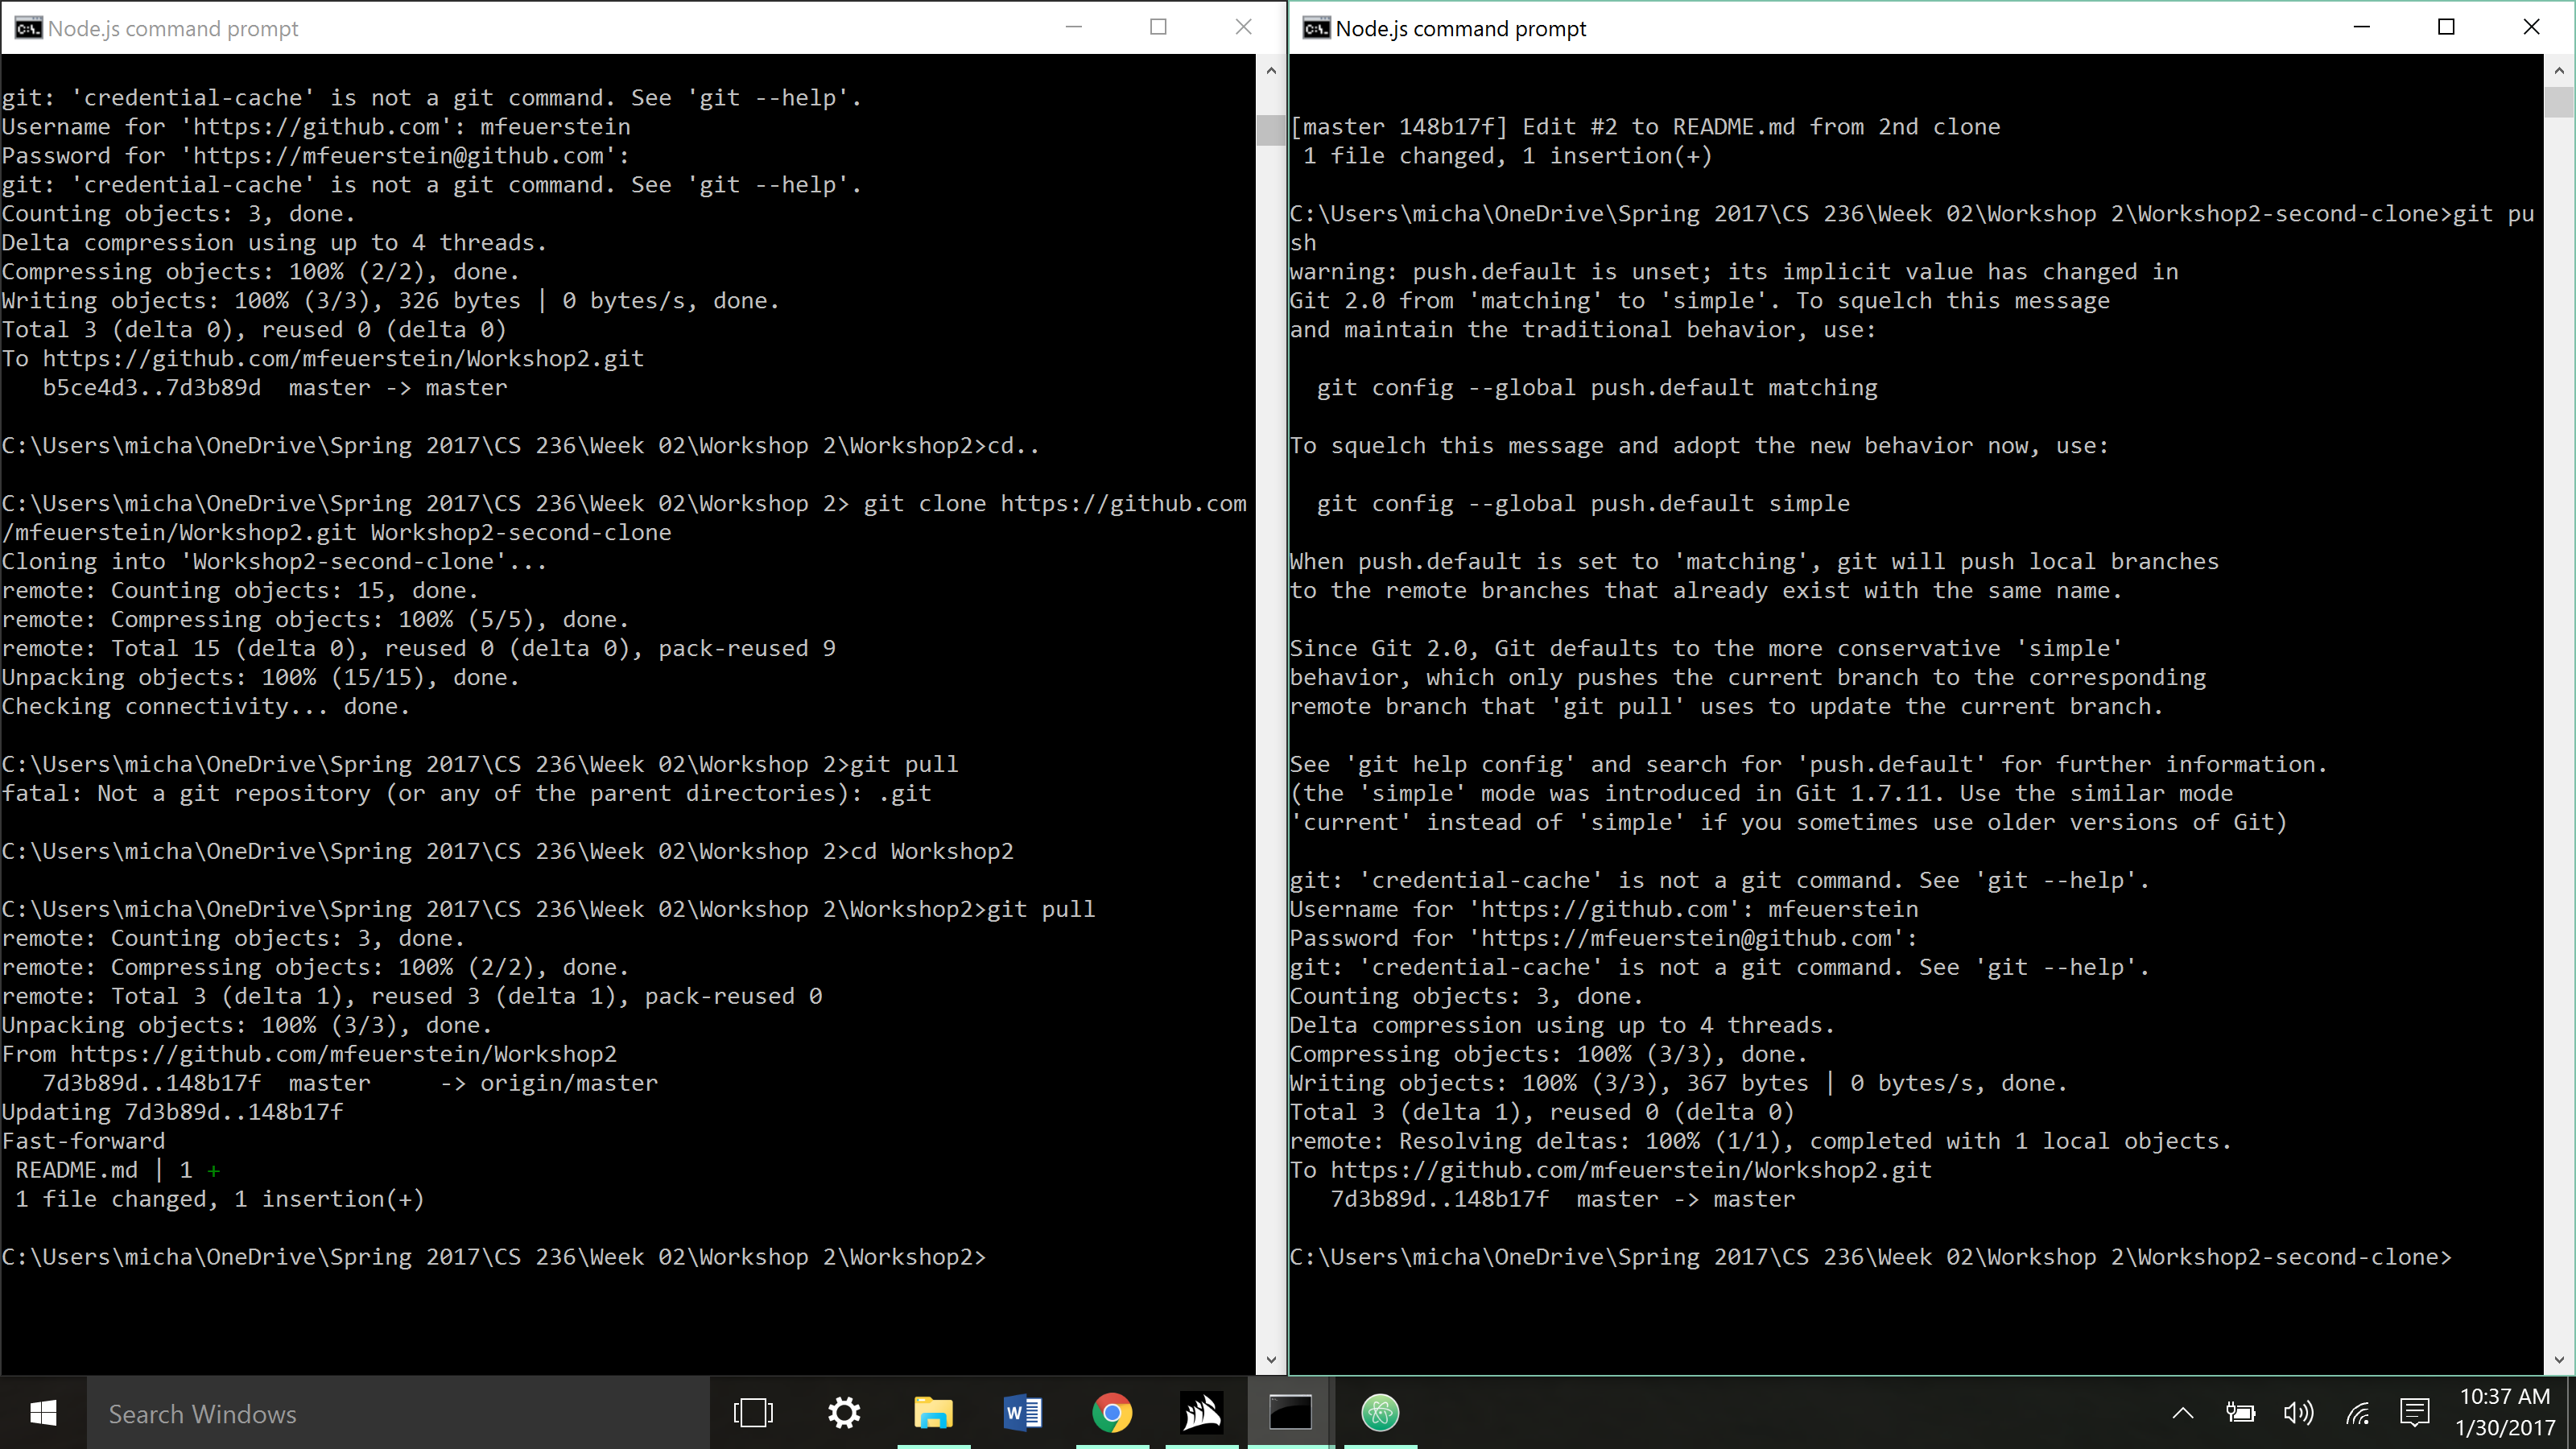 Node.js command prompt
git: 'credential-cache' is not a git command. See 'git --help'.
Username for 'https://github.com': mfeuerstein
Password for 'https://mfeuerstein@github.com':
git: 'credential-cache' is not a git command. See 'git --help'.
Counting objects: 3, done.
Delta compression using up to 4 threads.
Compressing objects: 100% (2/2), done.
Writing objects: 100% (3/3), 326 bytes | 0 bytes/s, done.
Total 3 (delta 0), reused 0 (delta 0)
To https://github.com/mfeuerstein/Workshop2.git
   b5ce4d3..7d3b89d  master -> master
C:\Users\micha\OneDrive\Spring 2017\CS 236\Week 02\Workshop 2\Workshop2>cd..
C:\Users\micha\OneDrive\Spring 2017\CS 236\Week 02\Workshop 2> git clone https://github.com
/mfeuerstein/Workshop2.git Workshop2-second-clone
Cloning into 'Workshop2-second-clone'...
remote: Counting objects: 15, done.
remote: Compressing objects: 100% (5/5), done.
remote: Total 15 (delta 0), reused 0 (delta 0), pack-reused 9
Unpacking objects: 100% (15/15), done.
Checking connectivity... done.
C:\Users\micha\OneDrive\Spring 2017\CS 236\Week 02\Workshop 2>git pull
fatal: Not a git repository (or any of the parent directories): .git
C:\Users\micha\OneDrive\Spring 2017\CS 236\Week 02\Workshop 2>cd Workshop2
C:\Users\micha\OneDrive\Spring 2017\CS 236\Week 02\Workshop 2\Workshop2>git pull
remote: Counting objects: 3, done.
remote: Compressing objects: 100% (2/2), done.
remote: Total 3 (delta 1), reused 3 (delta 1), pack-reused 0
Unpacking objects: 100% (3/3), done.
From https://github.com/mfeuerstein/Workshop2
   7d3b89d..148b17f  master     -> origin/master
Updating 7d3b89d..148b17f
Fast-forward
 README.md | 1 +
 1 file changed, 1 insertion(+)
C:\Users\micha\OneDrive\Spring 2017\CS 236\Week 02\Workshop 2\Workshop2>
Node.js command prompt
[master 148b17f] Edit #2 to README.md from 2nd clone
 1 file changed, 1 insertion(+)
C:\Users\micha\OneDrive\Spring 2017\CS 236\Week 02\Workshop 2\Workshop2-second-clone>git pu
sh
warning: push.default is unset; its implicit value has changed in
Git 2.0 from 'matching' to 'simple'. To squelch this message
and maintain the traditional behavior, use:
  git config --global push.default matching
To squelch this message and adopt the new behavior now, use:
  git config --global push.default simple
When push.default is set to 'matching', git will push local branches
to the remote branches that already exist with the same name.
Since Git 2.0, Git defaults to the more conservative 'simple'
behavior, which only pushes the current branch to the corresponding
remote branch that 'git pull' uses to update the current branch.
See 'git help config' and search for 'push.default' for further information.
(the 'simple' mode was introduced in Git 1.7.11. Use the similar mode
'current' instead of 'simple' if you sometimes use older versions of Git)
git: 'credential-cache' is not a git command. See 'git --help'.
Username for 'https://github.com': mfeuerstein
Password for 'https://mfeuerstein@github.com':
git: 'credential-cache' is not a git command. See 'git --help'.
Counting objects: 3, done.
Delta compression using up to 4 threads.
Compressing objects: 100% (3/3), done.
Writing objects: 100% (3/3), 367 bytes | 0 bytes/s, done.
Total 3 (delta 1), reused 0 (delta 0)
remote: Resolving deltas: 100% (1/1), completed with 1 local objects.
To https://github.com/mfeuerstein/Workshop2.git
   7d3b89d..148b17f  master -> master
C:\Users\micha\OneDrive\Spring 2017\CS 236\Week 02\Workshop 2\Workshop2-second-clone>
Search Windows
10:37 AM
1/30/2017